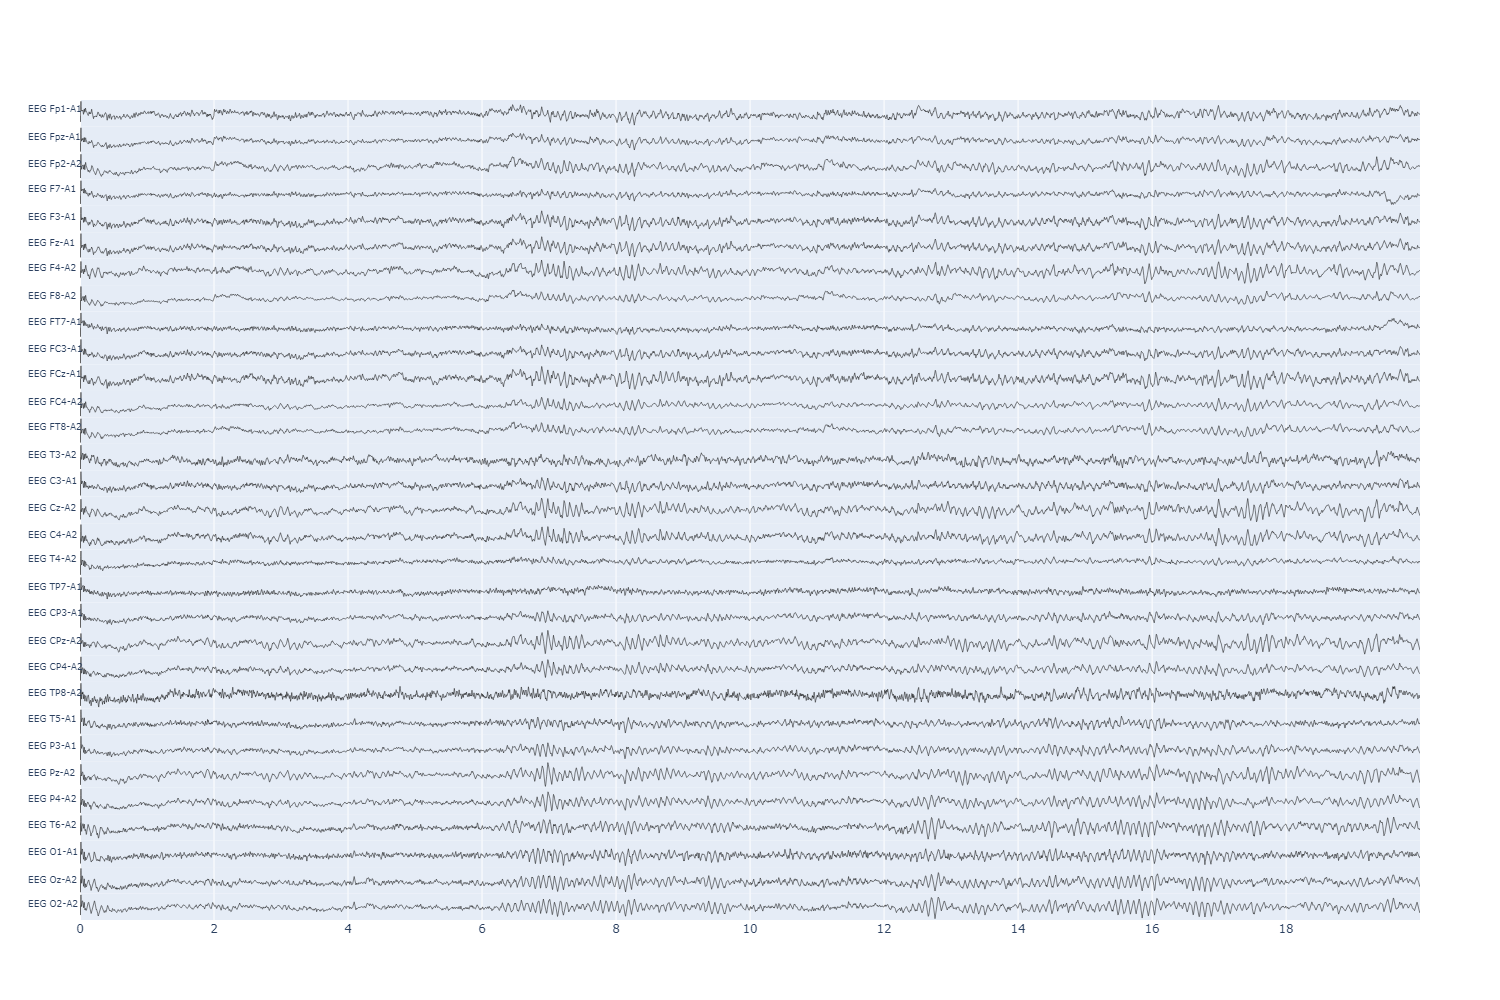 EEG Fp1-A1
EEG Fpz-A1
EEG Fp2-A2
EEG F7-A1
EEG F3-A1
EEG Fz-A1
EEG F4-A2
EEG F8-A2
EEG FT7-A1
EEG FC3-A1
EEG FCz-A1
EEG FC4-A2
EEG FT8-A2
EEG T3-A2
EEG C3-A1
EEG Cz-A2
EEG C4-A2
EEG T4-A2
EEG TP7-A1
EEG CP3-A1
EEG CPz-A2
EEG CP4-A2
EEG TP8-A2
EEG T5-A1
EEG P3-A1
EEG Pz-A2
EEG P4-A2
EEG T6-A2
EEG O1-A1
EEG Oz-A2
EEG O2-A2
0 2 4 6 8 10 12 14 16 18